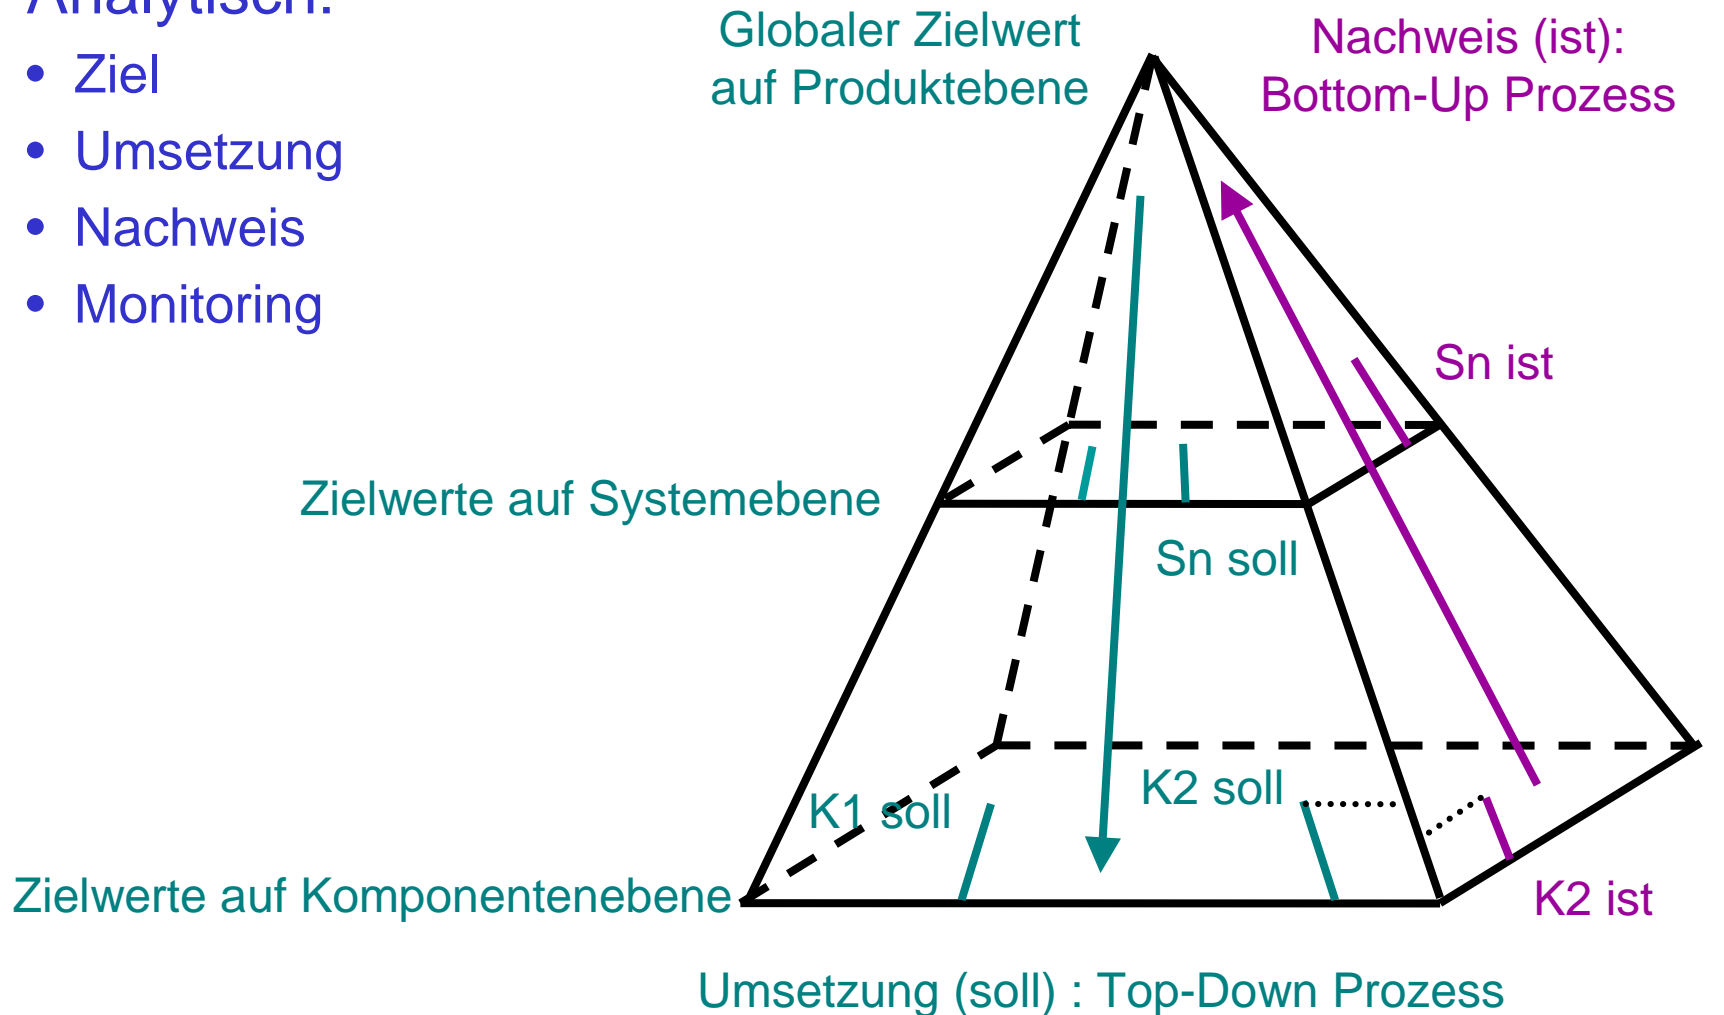 Analytisch:
• Ziel
• Umsetzung
• Nachweis
• Monitoring
Globaler Zielwert
auf Produktebene
Nachweis (ist):
Bottom-Up Prozess
Sn ist
Zielwerte auf Systemebene
Sn soll
K1 soll
K2 soll
Zielwerte auf Komponentenebene
K2 ist
Umsetzung (soll) : Top-Down Prozess